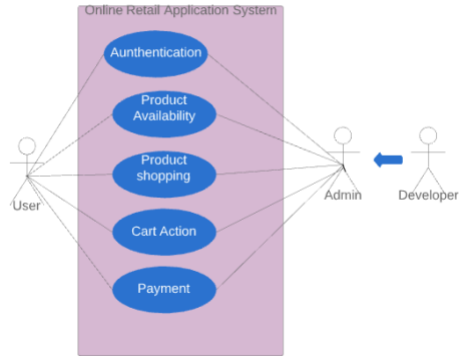 Online Retail Application System
Aunthentication
Product
Availability
Product
shopping
Cart Action
Payment
User
Admin
Developer